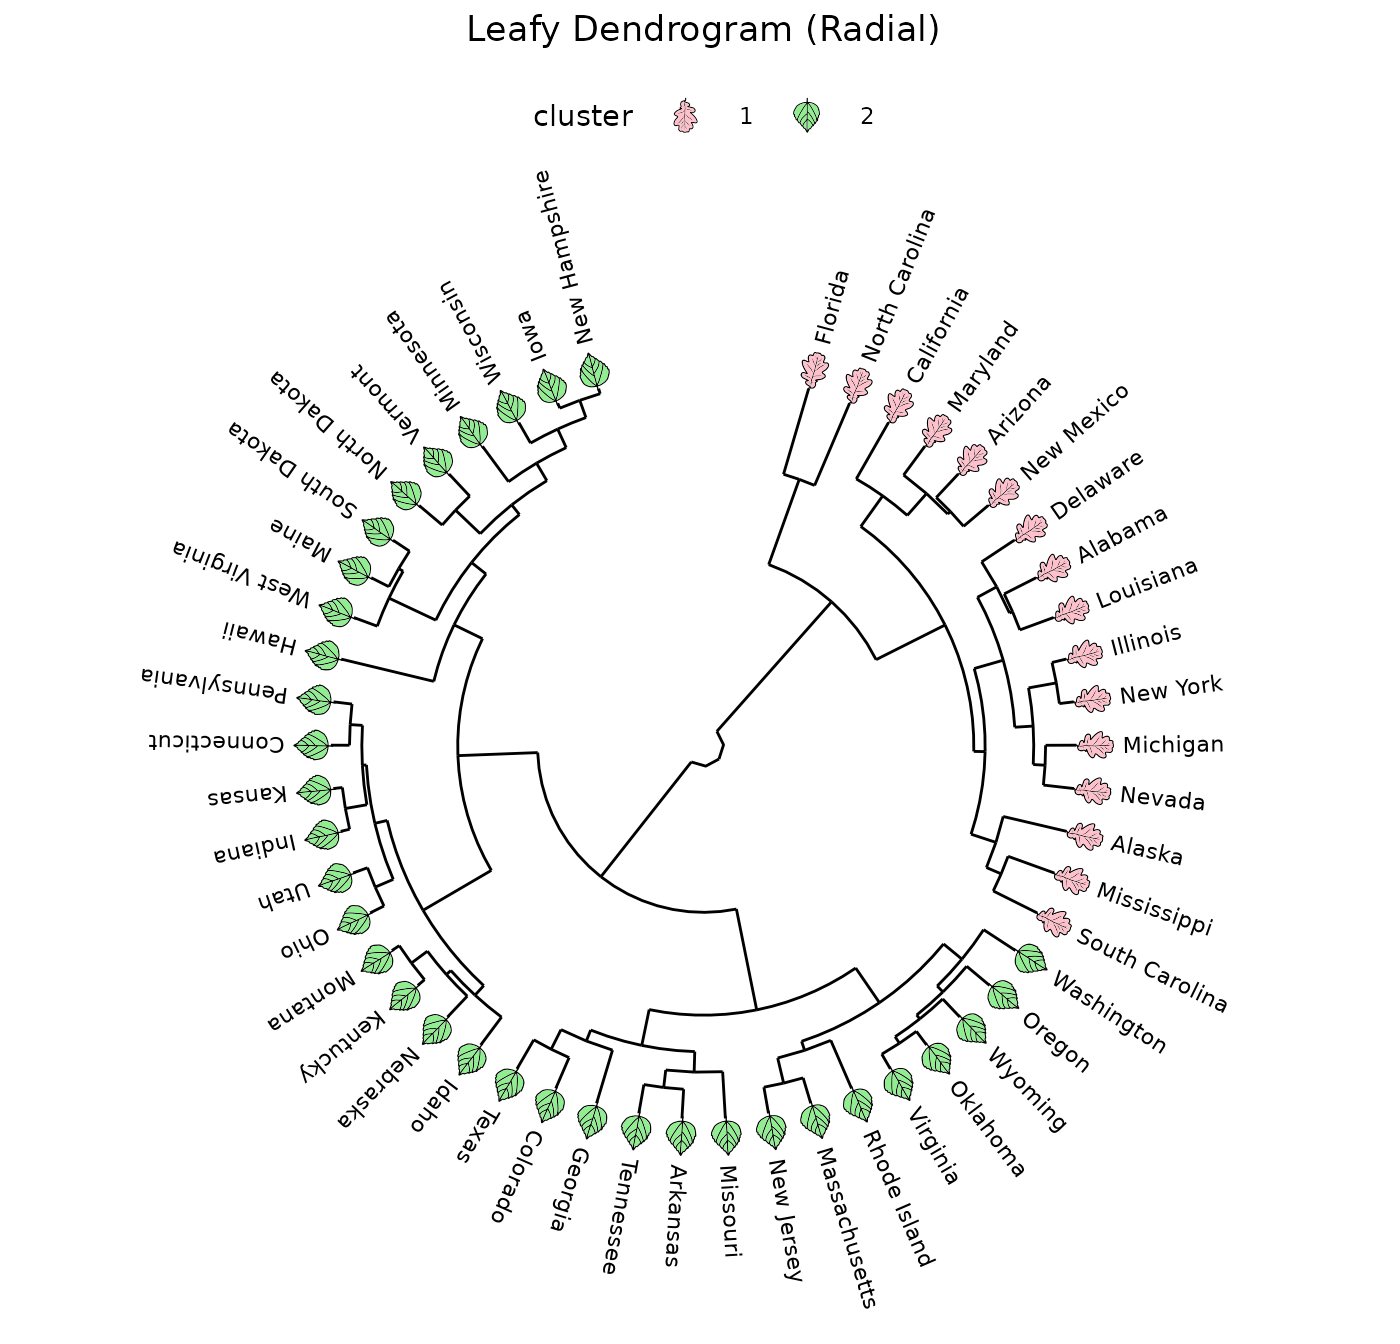 Leafy Dendrogram (Radial)
cluster 1 2
Florida
North Carolina
California
Maryland
Arizona
New Mexico
Delaware
Alabama
Louisiana
Illinois
New York
Michigan
Nevada
Alaska
Mississippi
South Carolina
Washington
Oregon
Wyoming
Oklahoma
Virginia
Rhode Island
Massachusetts
New Jersey
Missouri
Arkansas
Tennessee
Georgia
Colorado
Texas
Idaho
Nebraska
Kentucky
Montana
Ohio
Utah
Indiana
Kansas
Connecticut
Pennsylvania
Hawaii
West Virginia
Maine
South Dakota
North Dakota
Vermont
Minnesota
Wisconsin
Iowa
New Hampshire